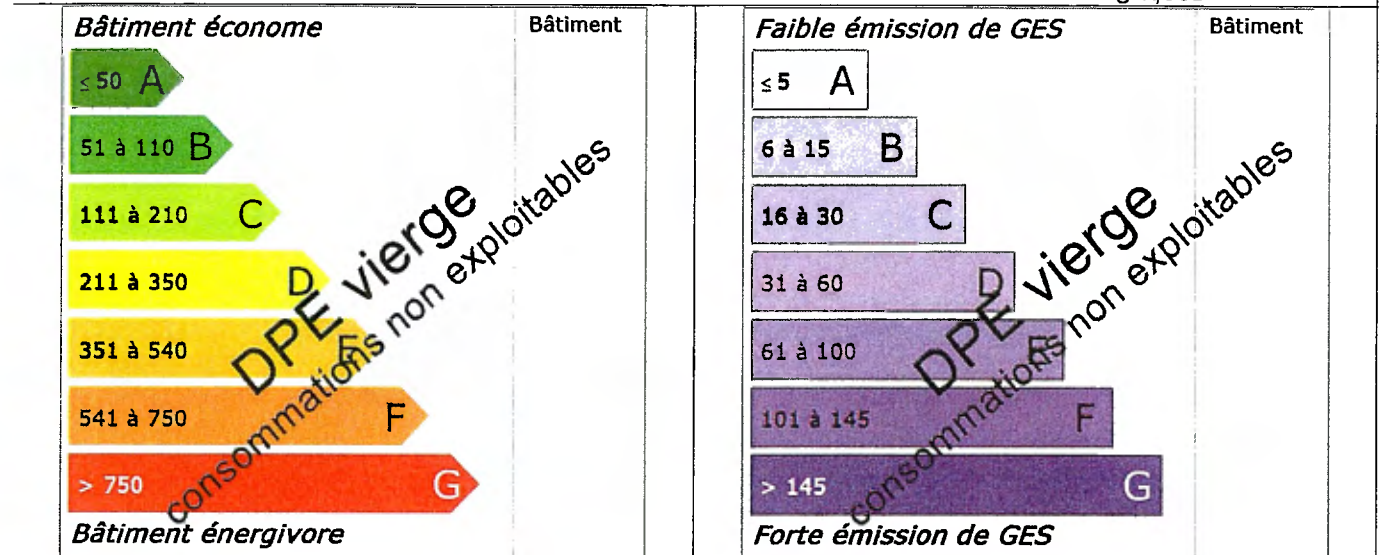 Bâtiment économe
Bâtiment
≤ 50 A
51 à 110 B
111 à 210 C
211 à 350 D
351 à 540 E
541 à 750 F
> 750 G
Bâtiment énergivore
DPE vierge
consommations non exploitables
Faible émission de GES
Bâtiment
≤ 5 A
6 à 15 B
16 à 30 C
31 à 60 D
61 à 100 E
101 à 145 F
> 145 G
Forte émission de GES
DPE vierge
consommations non exploitables